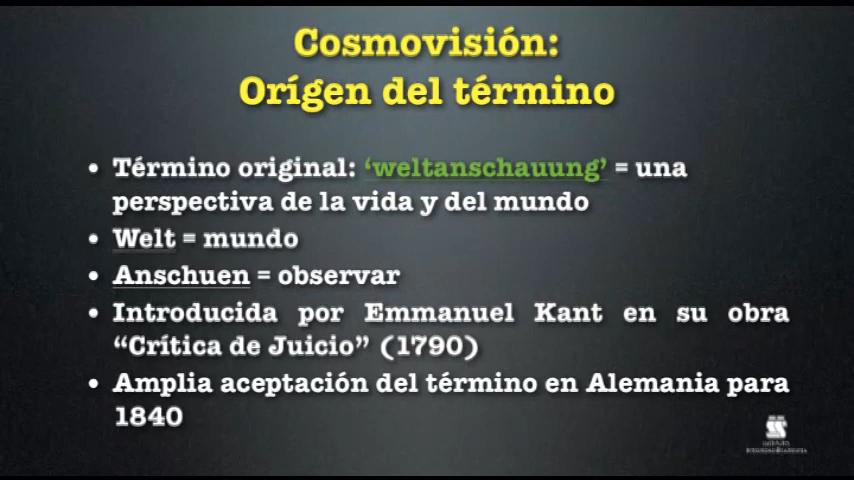 Cosmovisión:
Orígen del término
• Término original: ‘weltanschauung’ = una
perspectiva de la vida y del mundo
• Welt = mundo
• Anschuen = observar
• Introducida por Emmanuel Kant en su obra
“Crítica de Juicio” (1790)
• Amplia aceptación del término en Alemania para
1840